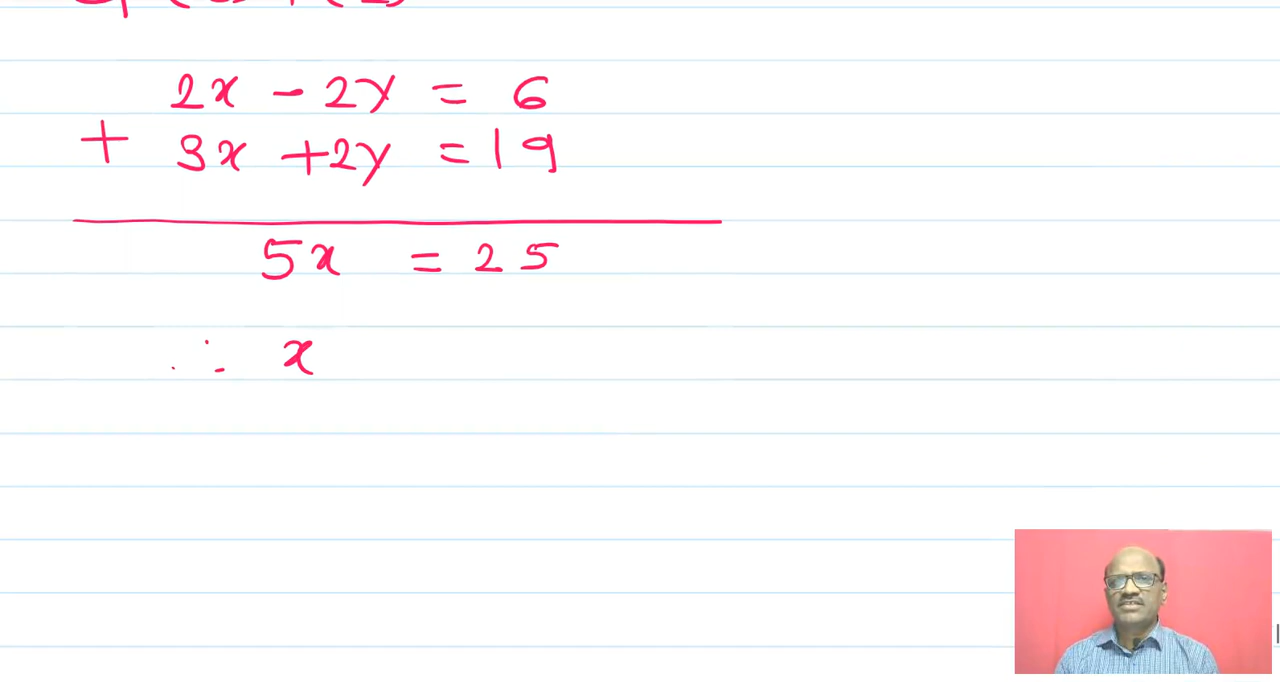 2x - 2y = 6
+ 3x + 2y = 19
5x = 25
∴ x